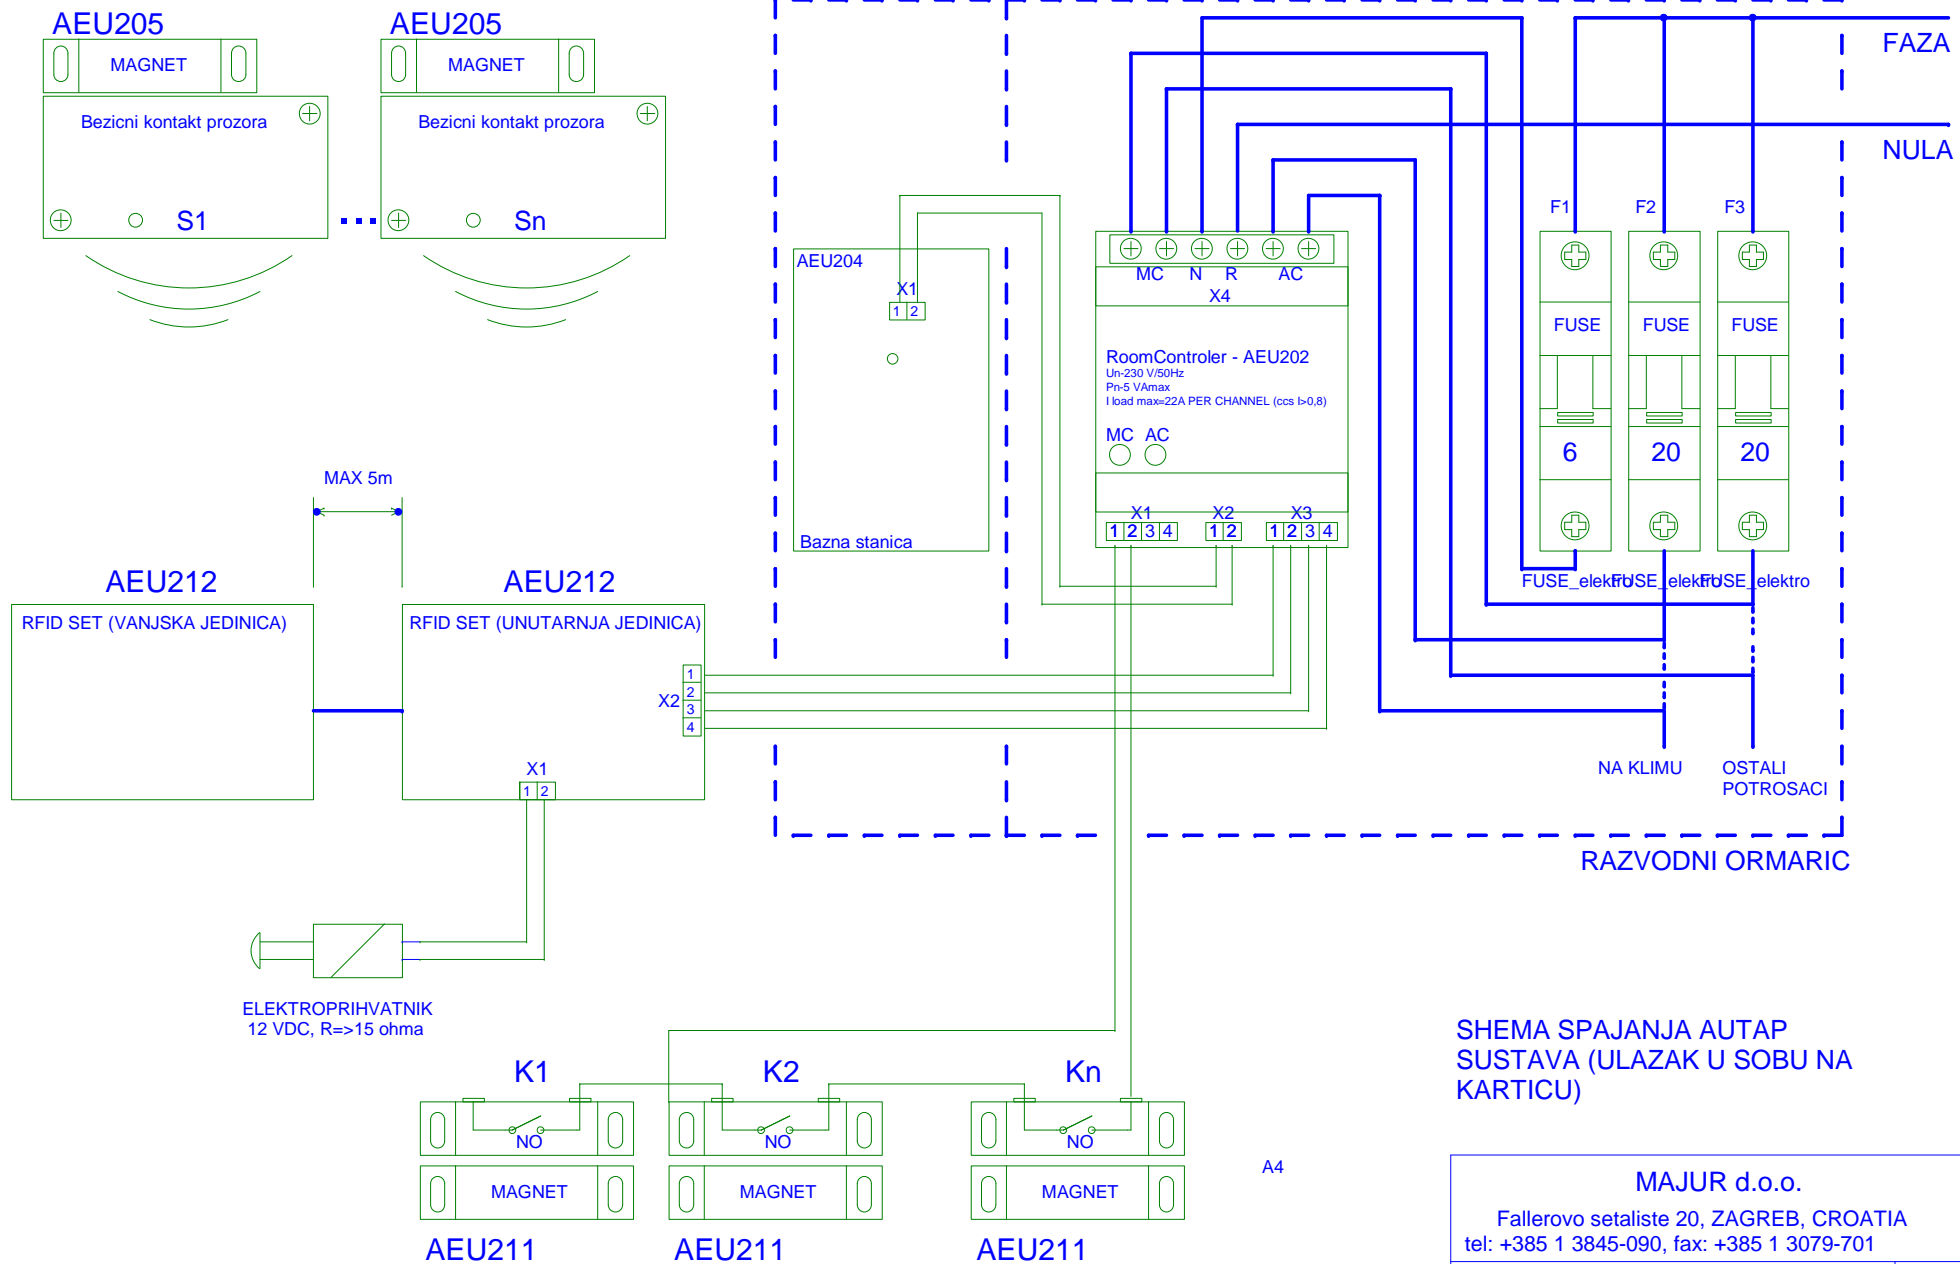 AEU205
MAGNET
Bezicni kontakt prozora
S1
AEU205
MAGNET
Bezicni kontakt prozora
Sn
FAZA
NULA
AEU204
X1
1 2
Bazna stanica
MC N R AC
X4
RoomControler - AEU202
Un-230 V/50Hz
Pn-5 VAmax
I load max=22A PER CHANNEL (ccs I>0,8)
MC AC
X1 X2 X3
1 2 3 4 1 2 1 2 3 4
F1 F2 F3
FUSE FUSE FUSE
6 20 20
FUSE_elektro FUSE_elektro FUSE_elektro
NA KLIMU
OSTALI
POTROSACI
RAZVODNI ORMARIC
MAX 5m
AEU212
RFID SET (VANJSKA JEDINICA)
AEU212
RFID SET (UNUTARNJA JEDINICA)
X2
1
2
3
4
X1
1 2
ELEKTROPRIHVATNIK
12 VDC, R=>15 ohma
K1
NO
MAGNET
AEU211
K2
NO
MAGNET
AEU211
Kn
NO
MAGNET
AEU211
A4
SHEMA SPAJANJA AUTAP
SUSTAVA (ULAZAK U SOBU NA
KARTICU)
MAJUR d.o.o.
Fallerovo setaliste 20, ZAGREB, CROATIA
tel: +385 1 3845-090, fax: +385 1 3079-701